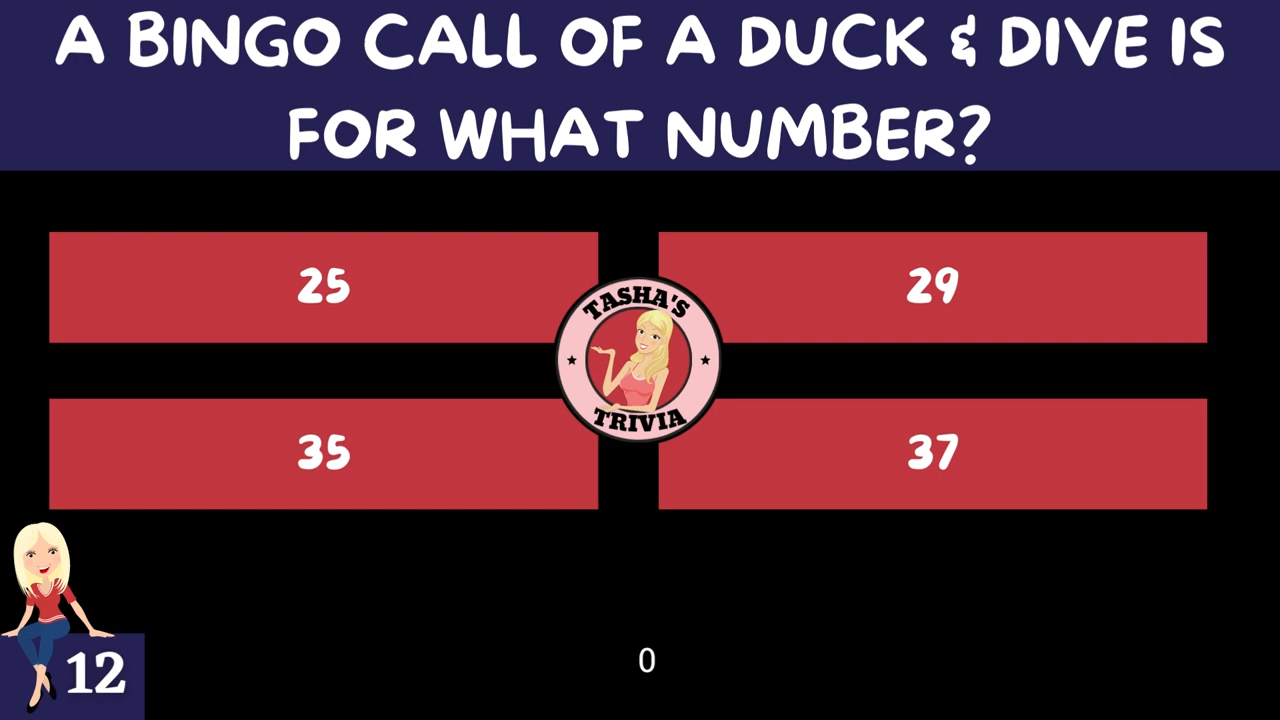 A BINGO CALL OF A DUCK & DIVE IS
FOR WHAT NUMBER?
25
29
TASHA'S
TRIVIA
35
37
12
0